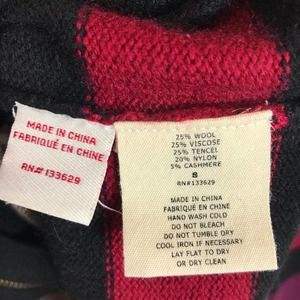 MADE IN CHINA
FABRIQUÉ EN CHINE
RN# 133629
25% WOOL
25% VISCOSE
25% TENCEL
20% NYLON
5% CASHMERE
S
RN#133629
MADE IN CHINA
FABRIQUÉ EN CHINE
HAND WASH COLD
DO NOT BLEACH
DO NOT TUMBLE DRY
COOL IRON IF NECESSARY
LAY FLAT TO DRY
OR DRY CLEAN